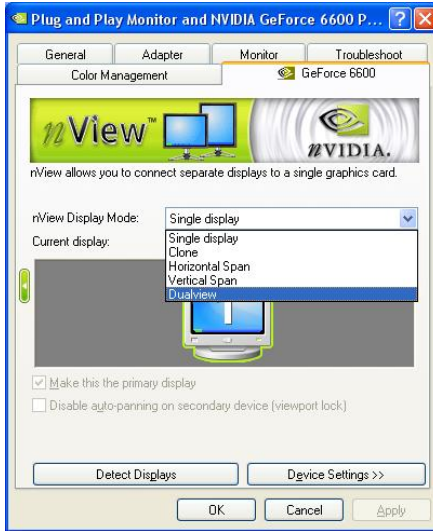 Plug and Play Monitor and NVIDIA GeForce 6600 P...
General Adapter Monitor Troubleshoot
Color Management GeForce 6600
nView™
NVIDIA.
nView allows you to connect separate displays to a single graphics card.
nView Display Mode: Single display
Current display:
Single display
Clone
Horizontal Span
Vertical Span
Dualview
1
Make this the primary display
Disable auto-panning on secondary device (viewport lock)
Detect Displays Device Settings >>
OK Cancel Apply